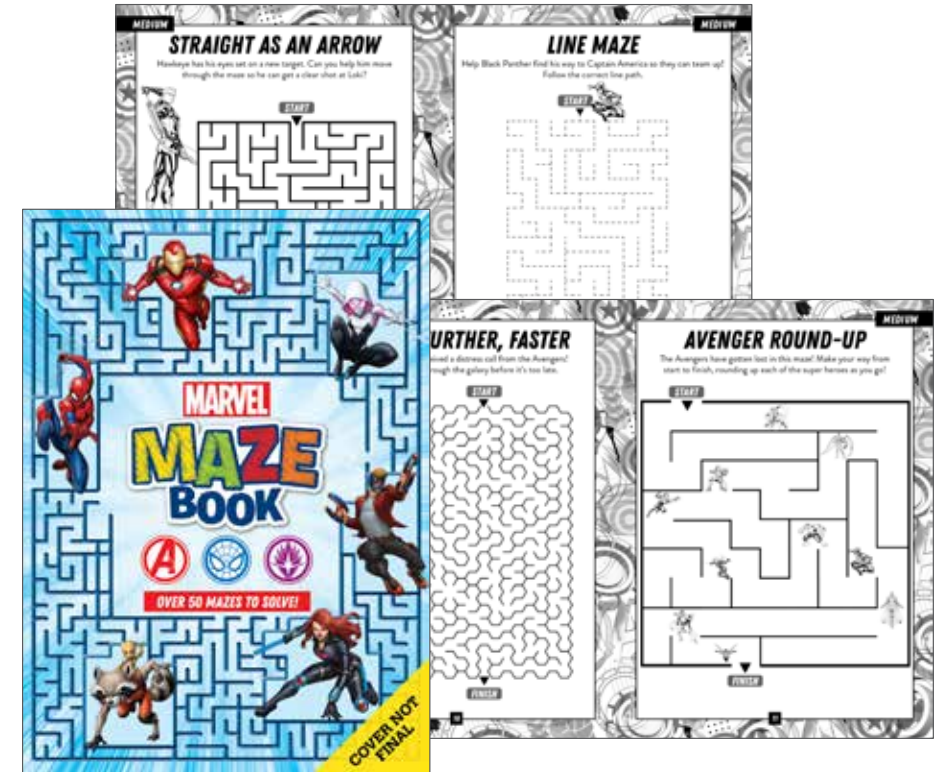 MEDIUM
STRAIGHT AS AN ARROW
Hawkeye has his eyes set on a new target. Can you help him move
through the maze so he can get a clear shot at Loki?
START
MEDIUM
LINE MAZE
Help Black Panther find his way to Captain America so they can team up!
Follow the correct line path.
START
MARVEL
MAZE
BOOK
A
OVER 50 MAZES TO SOLVE!
COVER NOT
FINAL
URTHER, FASTER
ived a distress call from the Avengers!
rough the galaxy before it's too late.
START
FINISH
MEDIUM
AVENGER ROUND-UP
The Avengers have gotten lost in this maze! Make your way from
start to finish, rounding up each of the super heroes as you go!
START
FINISH